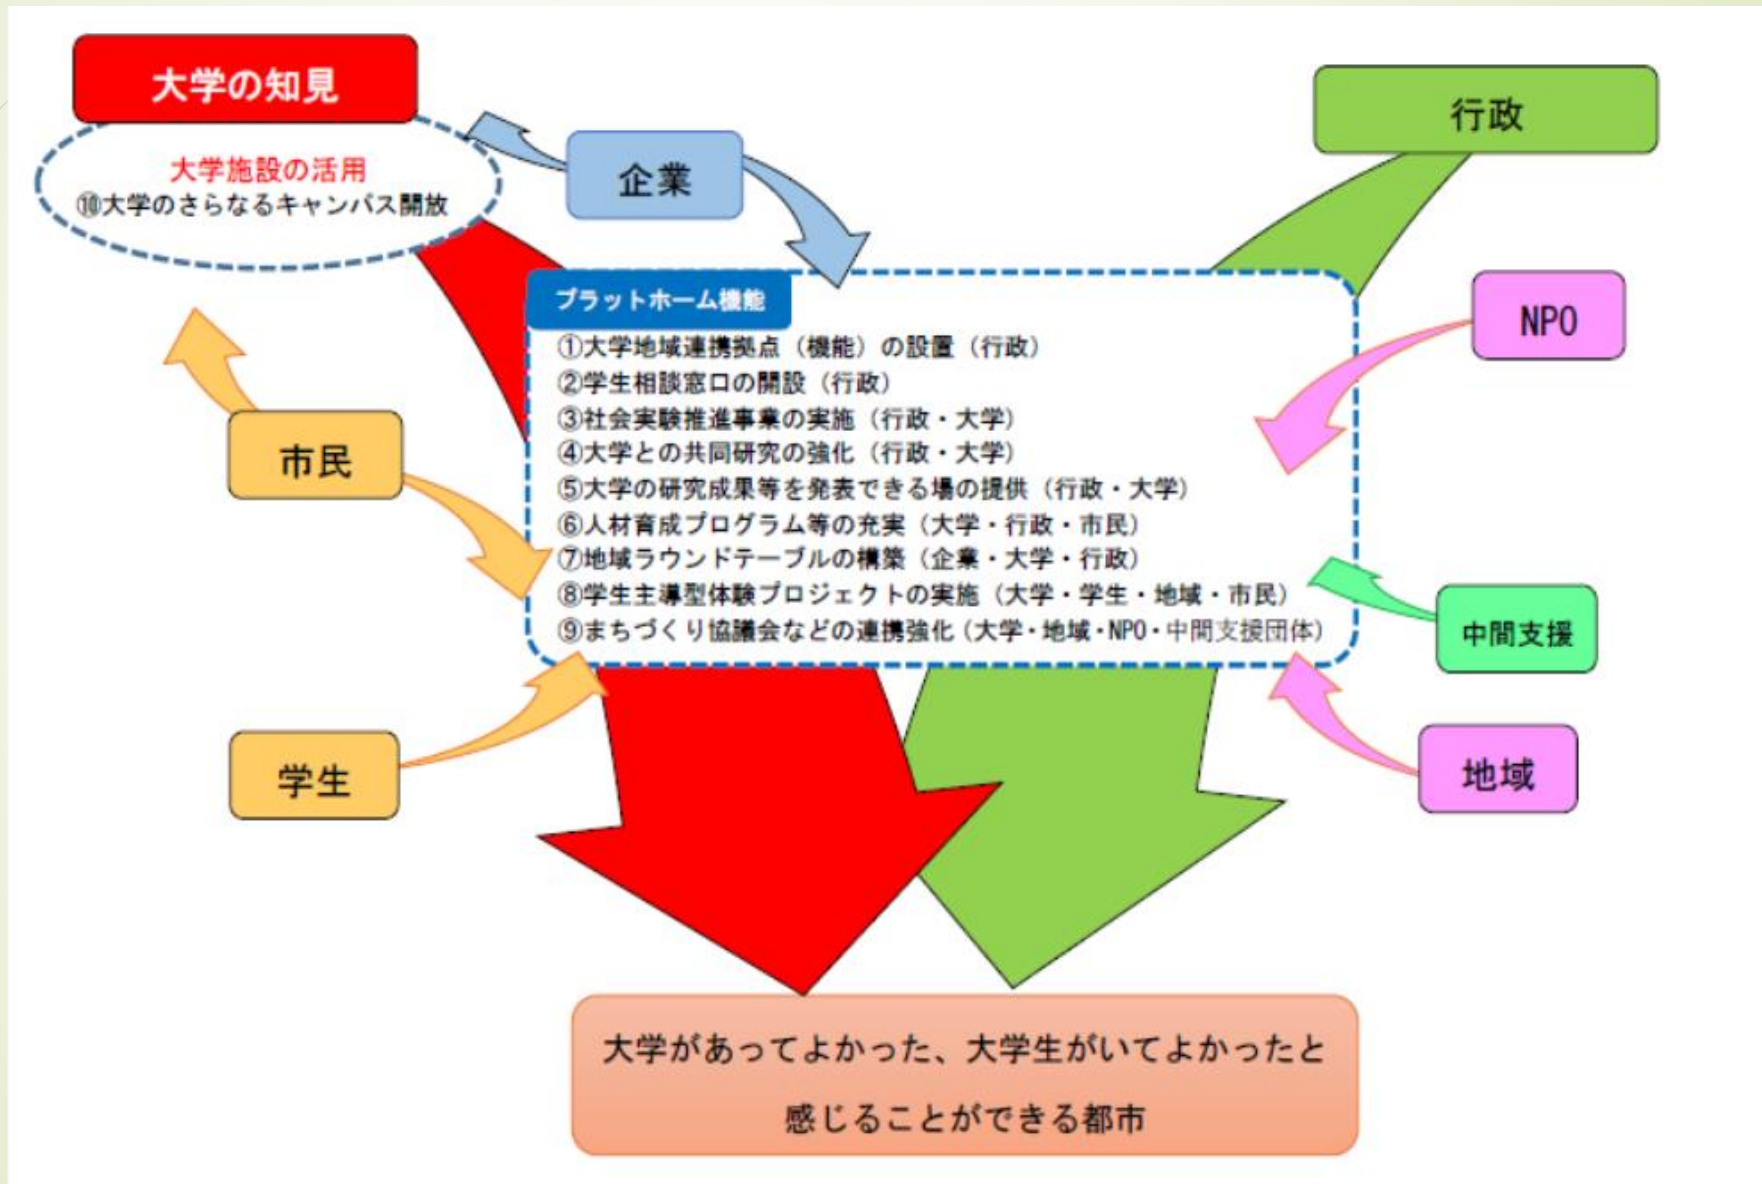 大学の知見
大学施設の活用
⑩大学のさらなるキャンパス開放
企業
行政
プラットホーム機能
①大学地域連携拠点（機能）の設置（行政）
②学生相談窓口の開設（行政）
③社会実験推進事業の実施（行政・大学）
④大学との共同研究の強化（行政・大学）
⑤大学の研究成果等を発表できる場の提供（行政・大学）
⑥人材育成プログラム等の充実（大学・行政・市民）
⑦地域ラウンドテーブルの構築（企業・大学・行政）
⑧学生主導型体験プロジェクトの実施（大学・学生・地域・市民）
⑨まちづくり協議会などの連携強化（大学・地域・NPO・中間支援団体）
NPO
市民
中間支援
学生
地域
大学があってよかった、大学生がいてよかったと
感じることができる都市